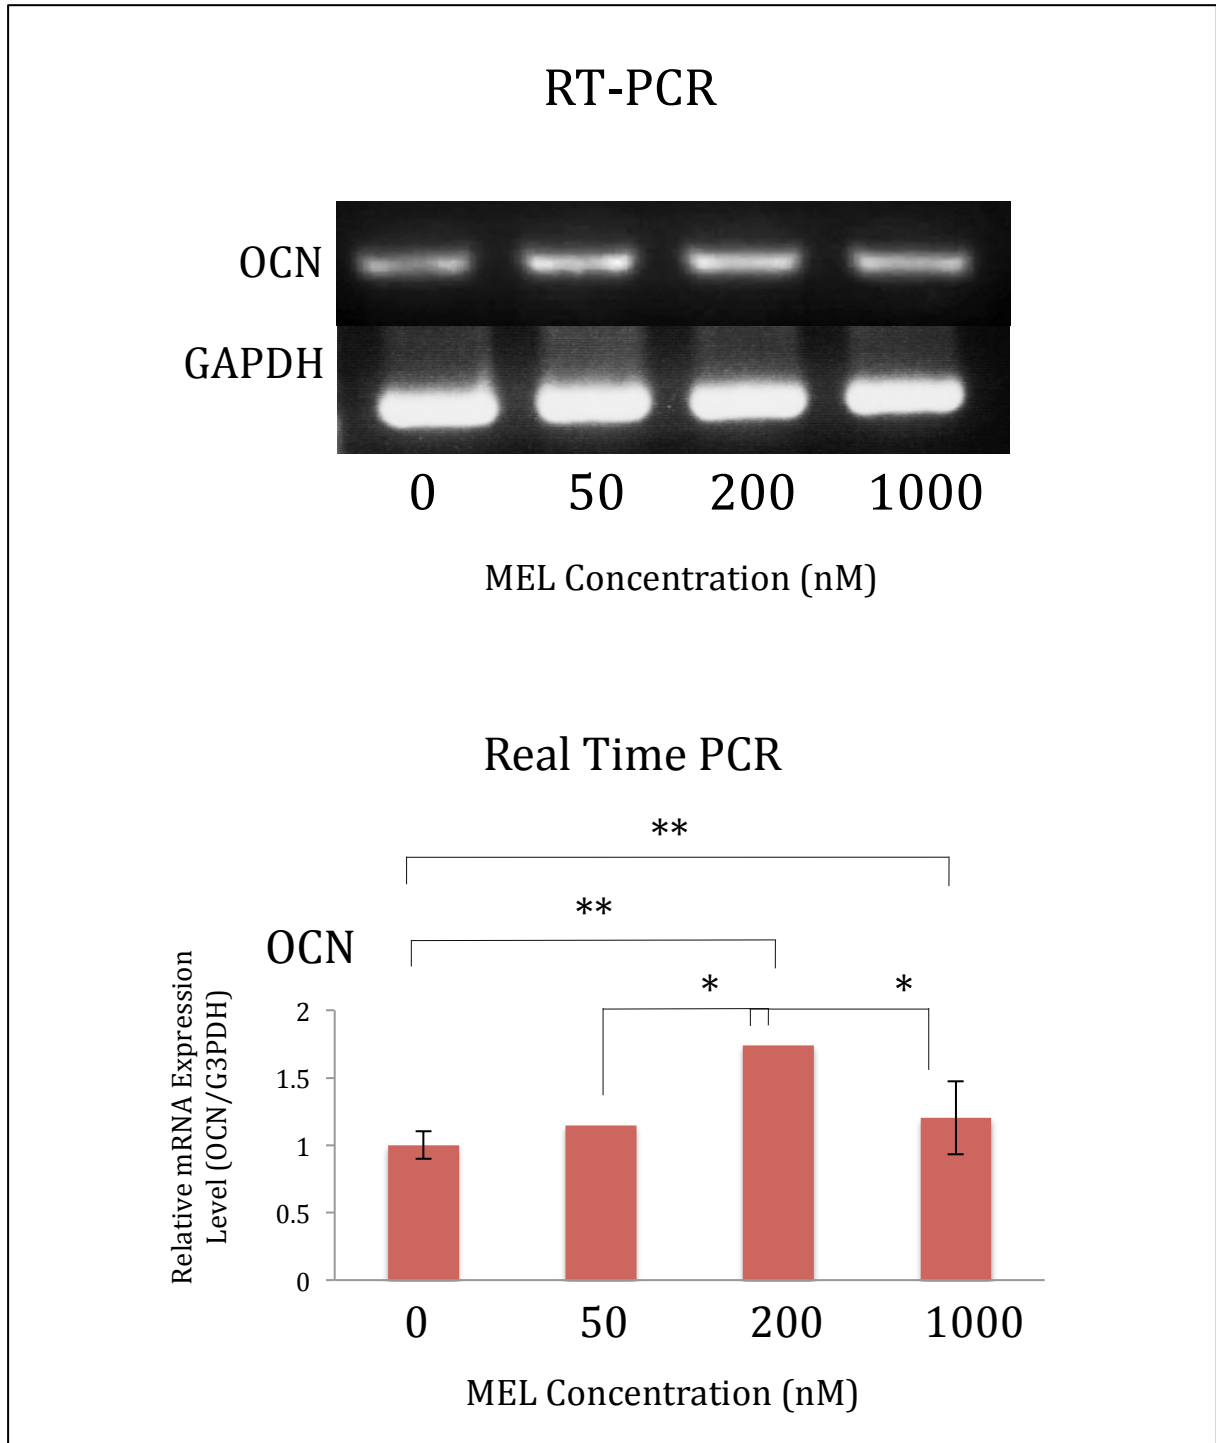 RT-PCR
OCN
GAPDH
0 50 200 1000
MEL Concentration (nM)
Real Time PCR
**
**
OCN
* *
Relative mRNA Expression
Level (OCN/G3PDH)
2
1.5
1
0.5
0
0 50 200 1000
MEL Concentration (nM)